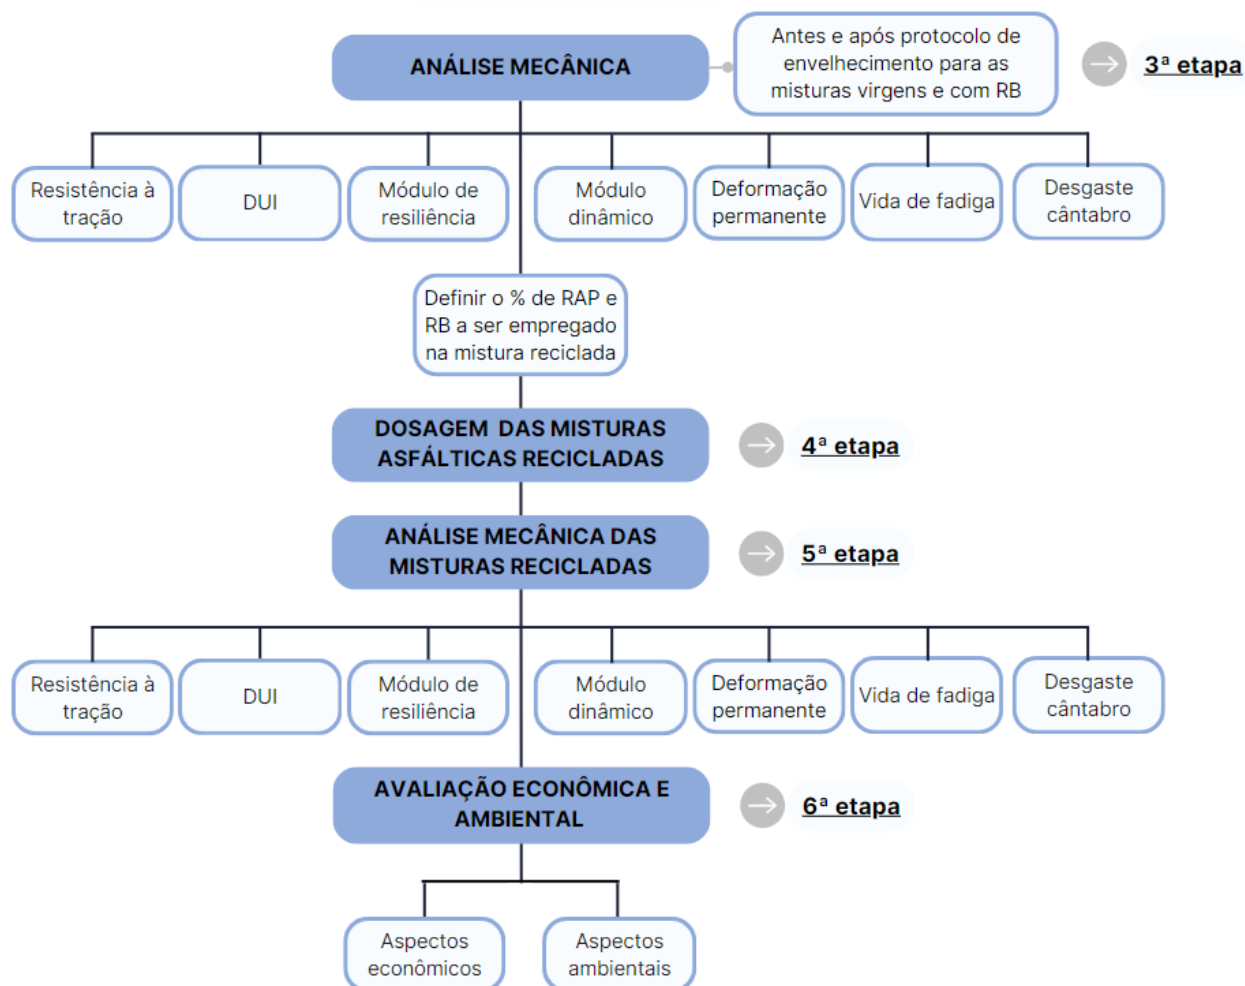 ANÁLISE MECÂNICA
Antes e após protocolo de
envelhecimento para as
misturas virgens e com RB
3ª etapa
Resistência à
tração
DUI
Módulo de
resiliência
Módulo
dinâmico
Deformação
permanente
Vida de fadiga
Desgaste
cântabro
Definir o % de RAP e
RB a ser empregado
na mistura reciclada
DOSAGEM DAS MISTURAS
ASFÁLTICAS RECICLADAS
4ª etapa
ANÁLISE MECÂNICA DAS
MISTURAS RECICLADAS
5ª etapa
Resistência à
tração
DUI
Módulo de
resiliência
Módulo
dinâmico
Deformação
permanente
Vida de fadiga
Desgaste
cântabro
AVALIAÇÃO ECONÔMICA E
AMBIENTAL
6ª etapa
Aspectos
econômicos
Aspectos
ambientais